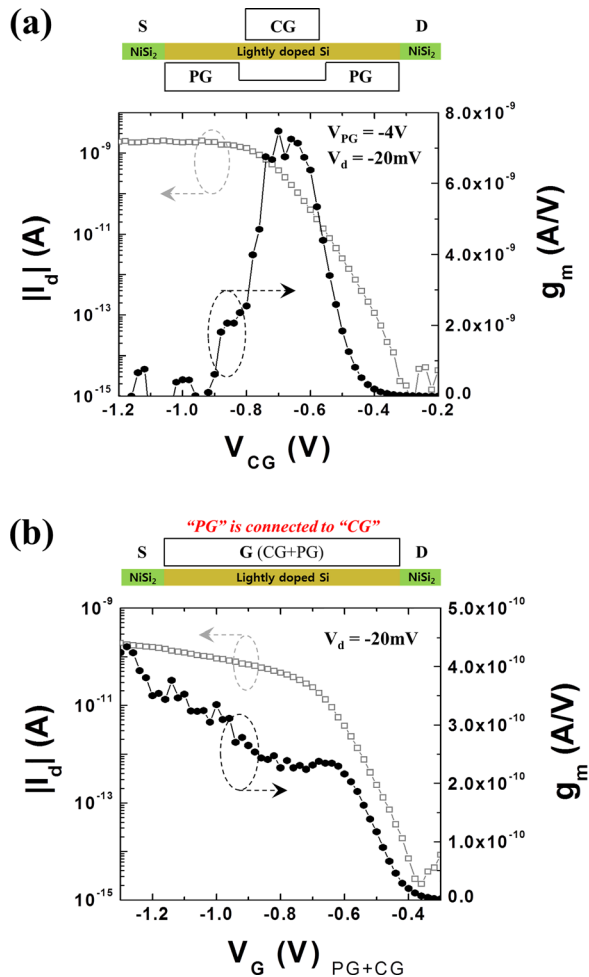 (a)
CG
S
D
NiSi₂
Lightly doped Si
NiSi₂
PG
PG
V_PG = -4V
V_d = -20mV
|I_d| (A)
10⁻⁹
10⁻¹¹
10⁻¹³
10⁻¹⁵
8.0x10⁻⁹
6.0x10⁻⁹
4.0x10⁻⁹
2.0x10⁻⁹
0.0
g_m (A/V)
-1.2 -1.0 -0.8 -0.6 -0.4 -0.2
V_CG (V)
(b)
“PG” is connected to “CG”
S
G (CG+PG)
D
NiSi₂
Lightly doped Si
NiSi₂
V_d = -20mV
|I_d| (A)
10⁻⁹
10⁻¹¹
10⁻¹³
10⁻¹⁵
5.0x10⁻¹⁰
4.0x10⁻¹⁰
3.0x10⁻¹⁰
2.0x10⁻¹⁰
1.0x10⁻¹⁰
0.0
g_m (A/V)
-1.2 -1.0 -0.8 -0.6 -0.4
V_G (V) PG+CG